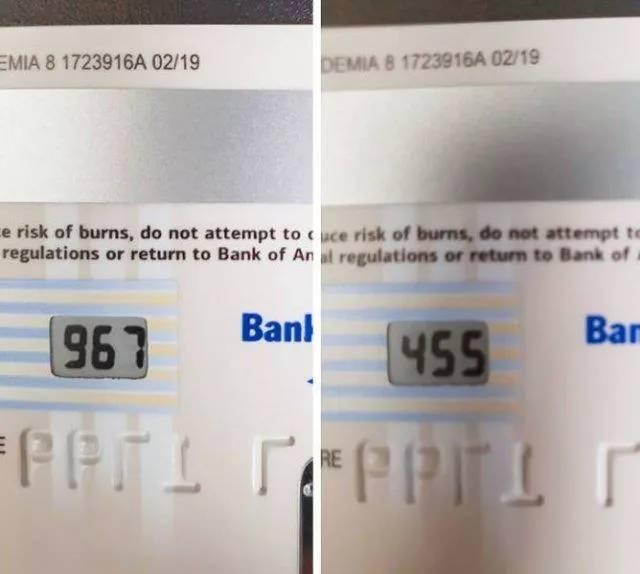 EMIA 8 1723916A 02/19
e risk of burns, do not attempt to
regulations or return to Bank of Am
967
Bank
E
DEMIA 8 1723916A 02/19
uce risk of burns, do not attempt to
al regulations or return to Bank of
455
Ban
RE